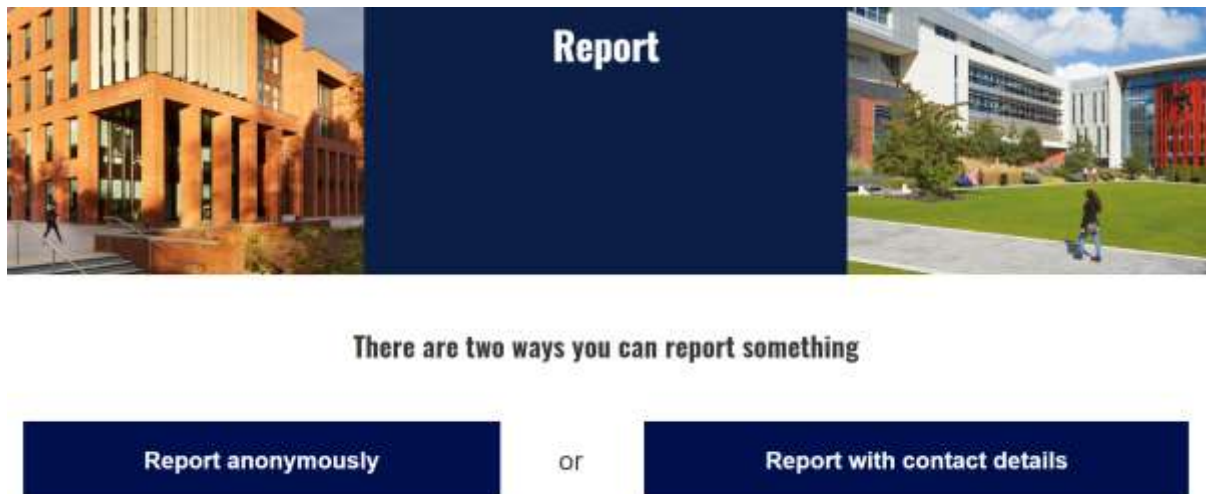 Report
There are two ways you can report something
Report anonymously or Report with contact details